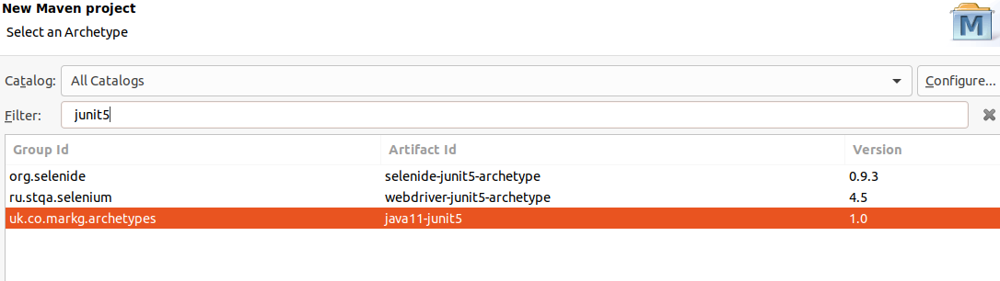 New Maven project
Select an Archetype
M
Catalog: All Catalogs Configure...
Filter: junit5
Group Id Artifact Id Version
org.selenide selenide-junit5-archetype 0.9.3
ru.stqa.selenium webdriver-junit5-archetype 4.5
uk.co.markg.archetypes java11-junit5 1.0